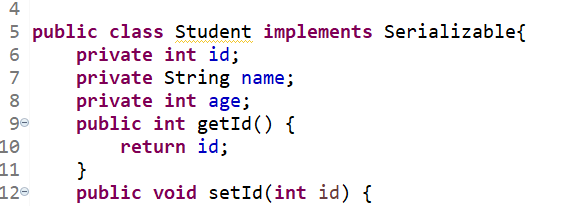 4
5 public class Student implements Serializable{
6     private int id;
7     private String name;
8     private int age;
9     public int getId() {
10         return id;
11     }
12     public void setId(int id) {